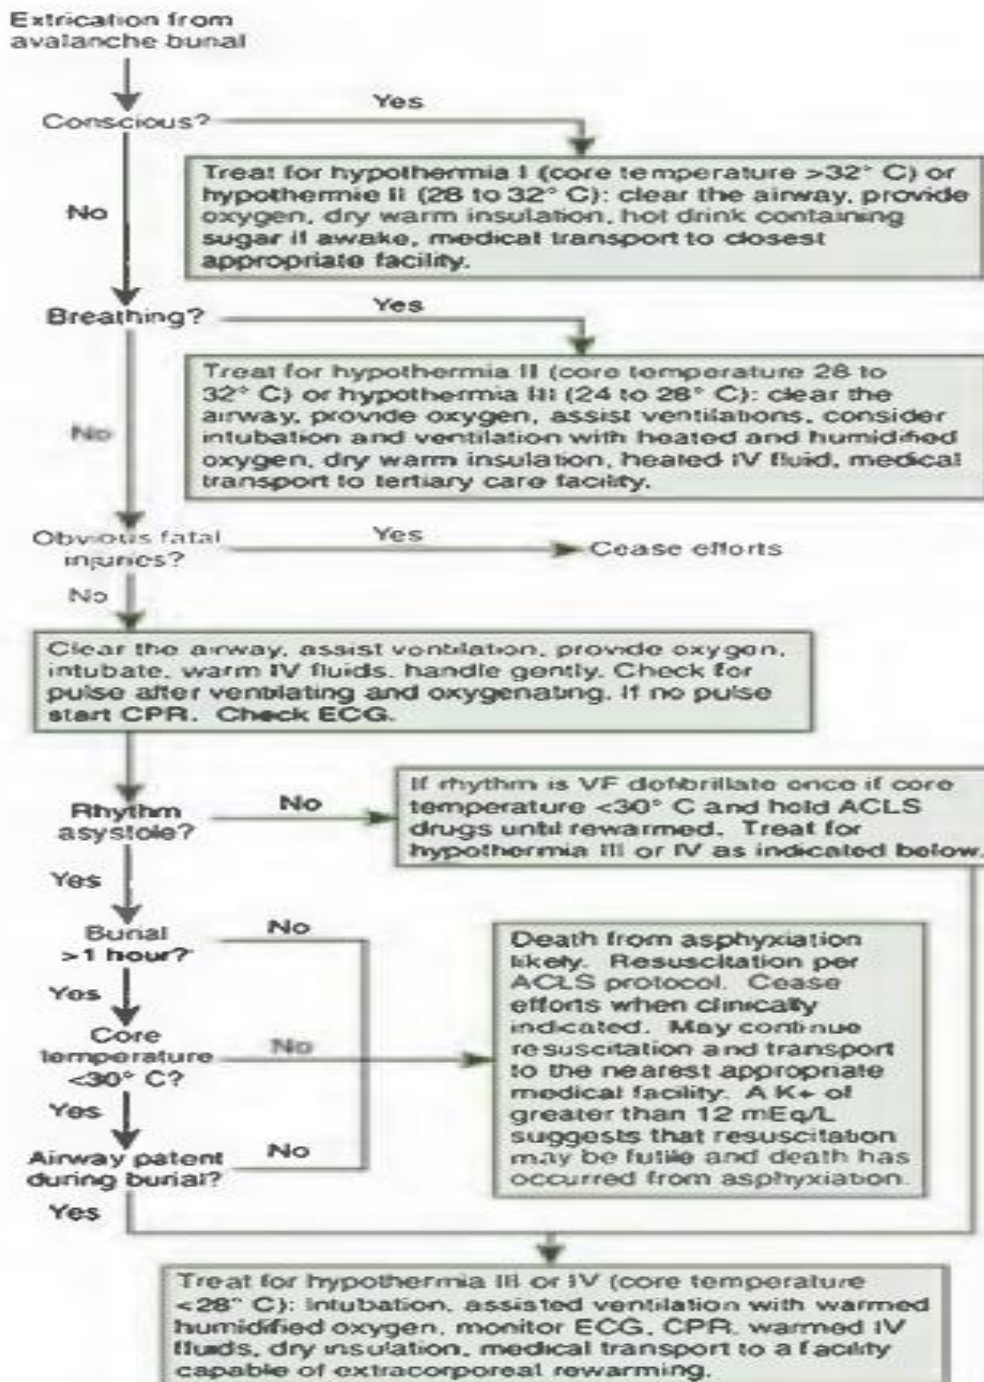 Extrication from
avalanche bunal
Yes
Conscious?
Treat for hypothermia I (core temperature >32° C) or
hypothermie II (28 to 32° C): clear the airway, provide
oxygen, dry warm insulation, hot drink containing
sugar if awake, medical transport to closest
appropriate facility.
No
Yes
Breathing?
Treat for hypothermia II (core temperature 28 to
32° C) or hypothermia III (24 to 28° C): clear the
airway, provide oxygen, assist ventilations, consider
intubation and ventilation with heated and humidified
oxygen, dry warm insulation, heated IV fluid, medical
transport to tertiary care facility.
No
Obvious fatal
injuries?
Yes
Cease efforts
No
Clear the airway, assist ventilation, provide oxygen,
intubate, warm IV fluids, handle gently. Check for
pulse after ventilating and oxygenating. If no pulse
start CPR. Check ECG.
Rhythm
asystole?
No
If rhythm is VF defibrillate once if core
temperature <30° C and hold ACLS
drugs until rewarmed. Treat for
hypothermia III or IV as indicated below.
Yes
Burial
>1 hour?
No
Yes
Core
temperature
<30° C?
No
Death from asphyxiation
likely. Resuscitation per
ACLS protocol. Cease
efforts when clinically
indicated. May continue
resuscitation and transport
to the nearest appropriate
medical facility. A K+ of
greater than 12 mEq/L
suggests that resuscitation
may be futile and death has
occurred from asphyxiation.
Yes
Airway patent
during burial?
No
Yes
Treat for hypothermia III or IV (core temperature
<28° C): Intubation, assisted ventilation with warmed
humidified oxygen, monitor ECG, CPR, warmed IV
fluids, dry insulation, medical transport to a facility
capable of extracorporeal rewarming.